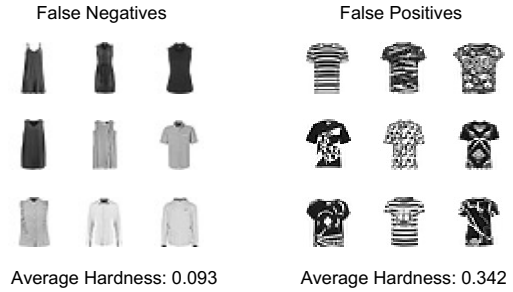 False Negatives
False Positives
Average Hardness: 0.093
Average Hardness: 0.342